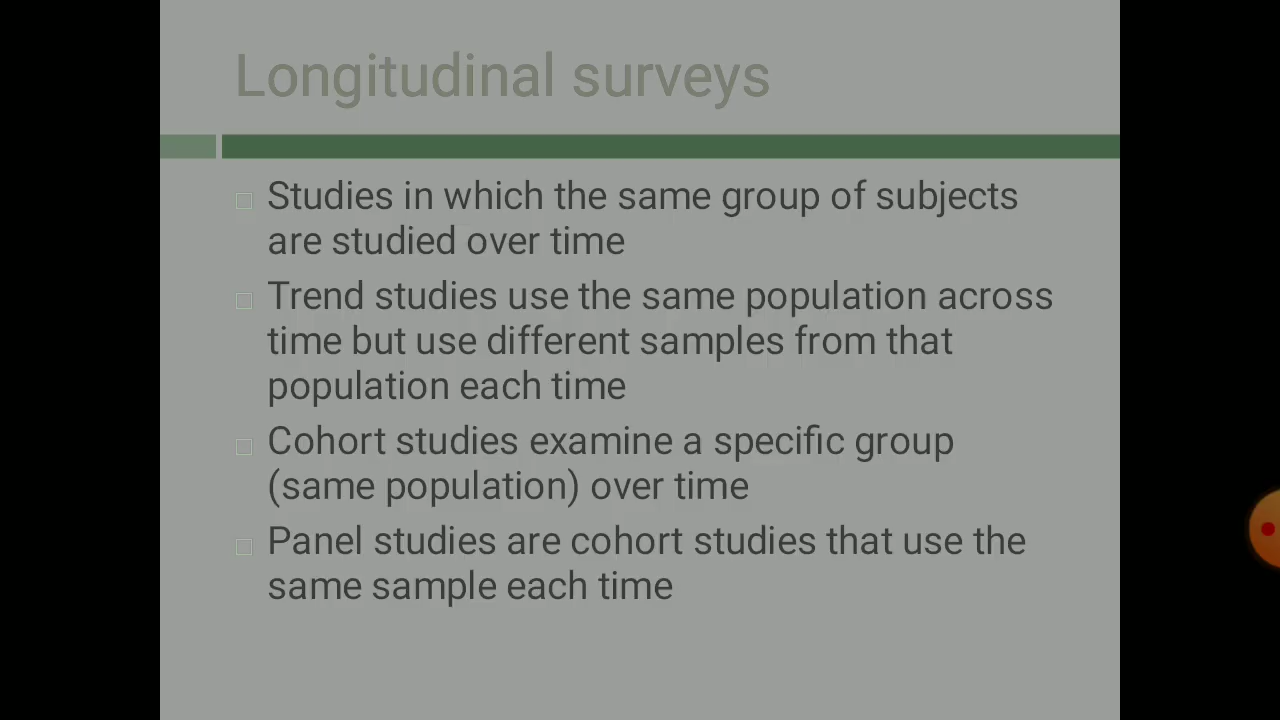 Longitudinal surveys
Studies in which the same group of subjects
are studied over time
Trend studies use the same population across
time but use different samples from that
population each time
Cohort studies examine a specific group
(same population) over time
Panel studies are cohort studies that use the
same sample each time